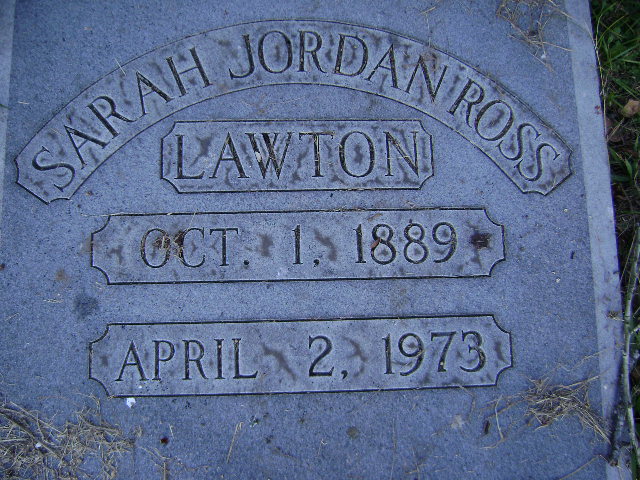 SARAH JORDAN ROSS
LAWTON
OCT. 1, 1889
APRIL 2, 1973